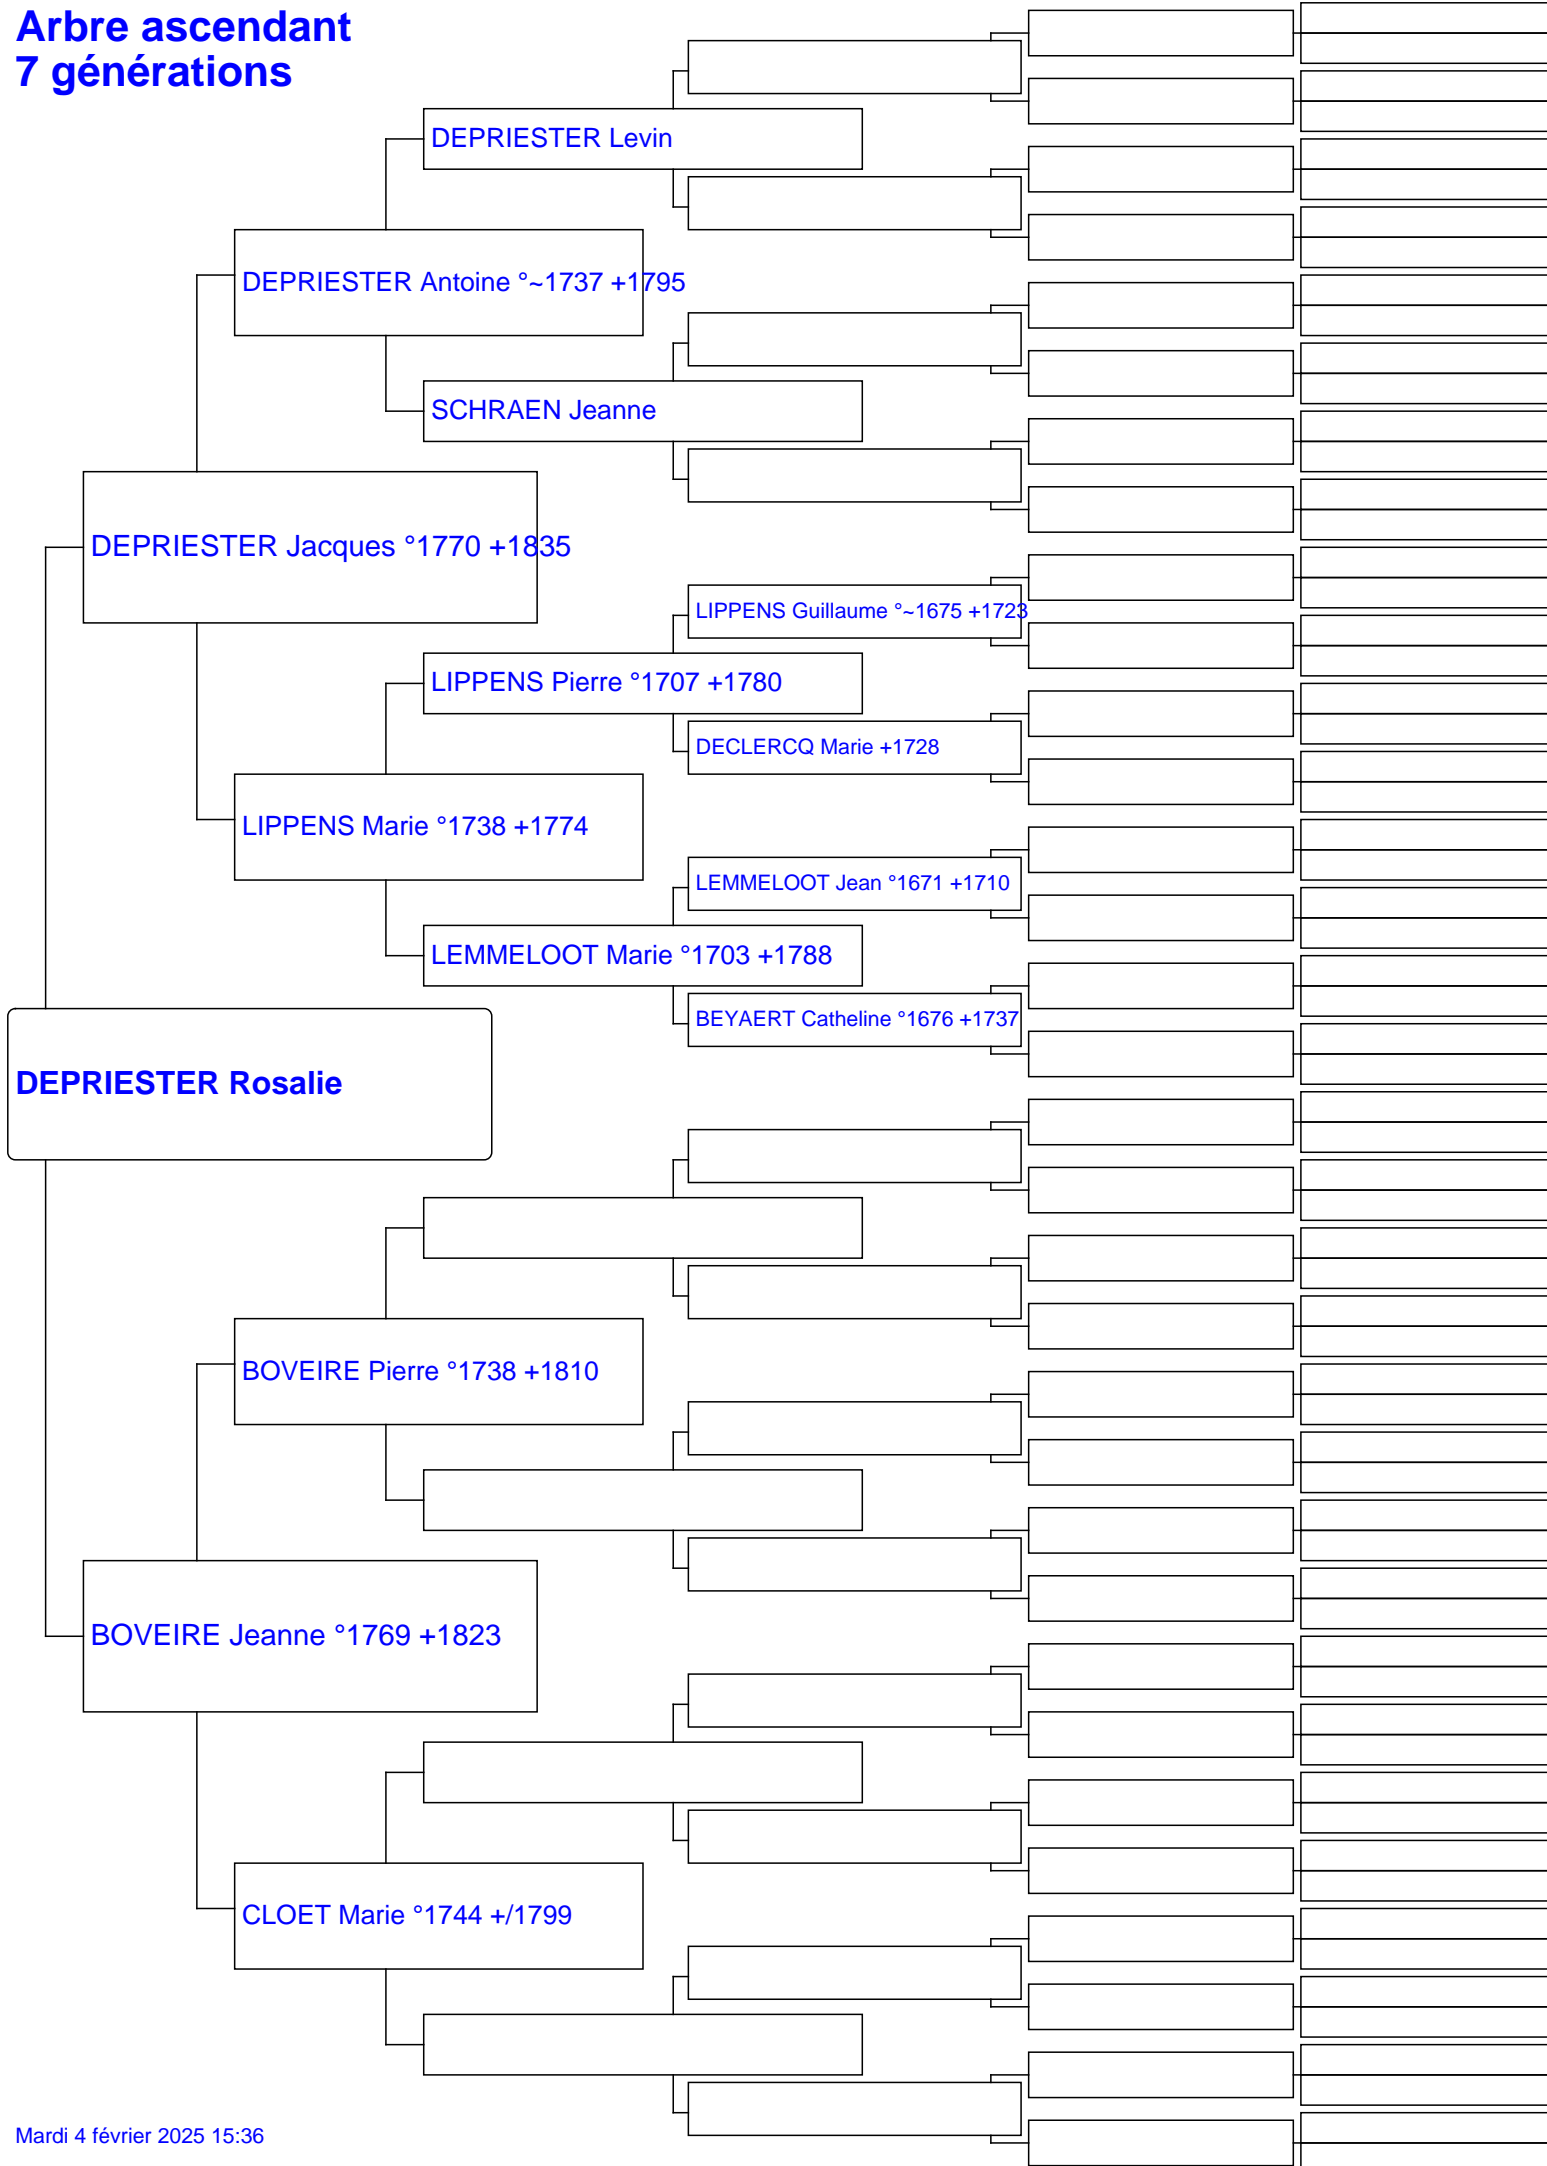 Arbre ascendant
7 générations
DEPRIESTER Levin
DEPRIESTER Antoine °~1737 +1795
SCHRAEN Jeanne
DEPRIESTER Jacques °1770 +1835
LIPPENS Guillaume °~1675 +1723
LIPPENS Pierre °1707 +1780
DECLERCQ Marie +1728
LIPPENS Marie °1738 +1774
LEMMELOOT Jean °1671 +1710
LEMMELOOT Marie °1703 +1788
BEYAERT Catheline °1676 +1737
DEPRIESTER Rosalie
BOVEIRE Pierre °1738 +1810
BOVEIRE Jeanne °1769 +1823
CLOET Marie °1744 +/1799
Mardi 4 février 2025 15:36